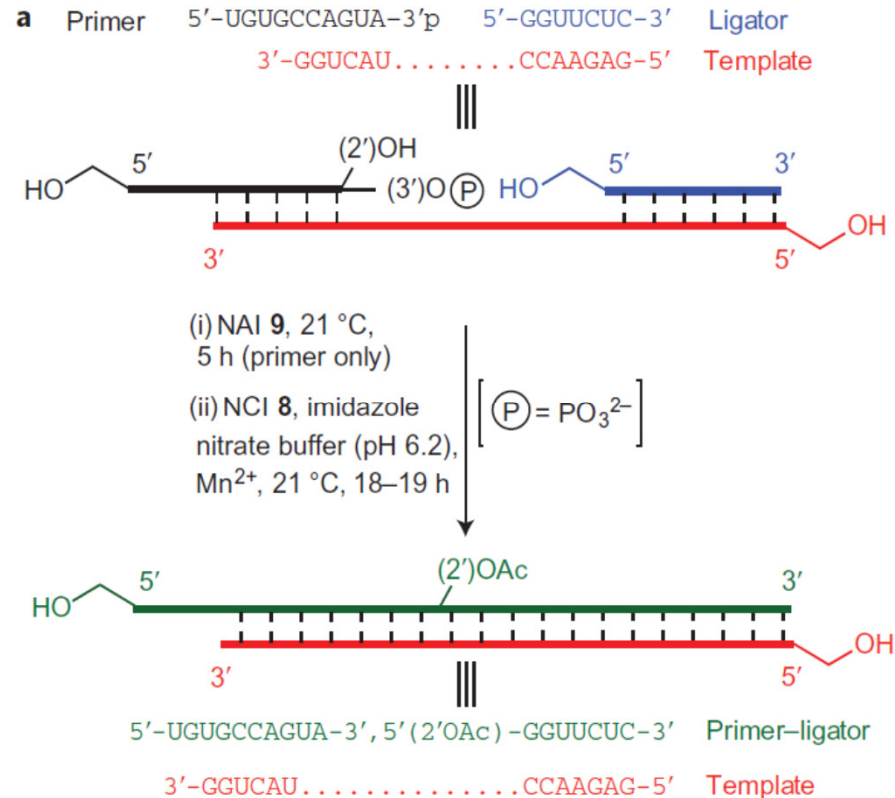 a Primer 5′-UGUGCCAGUA-3′p 5′-GGUUCUC-3′ Ligator
3′-GGUCAU........CCAAGAG-5′ Template
(2′)OH
5′ 5′ 3′
HO (3′)O P HO
OH
3′ 5′
(i) NAI 9, 21 °C,
5 h (primer only)
(ii) NCI 8, imidazole
nitrate buffer (pH 6.2),
Mn2+, 21 °C, 18–19 h
P = PO₃²⁻
(2′)OAc
5′ 3′
HO
OH
3′ 5′
5′-UGUGCCAGUA-3′,5′(2′OAc)-GGUUCUC-3′ Primer–ligator
3′-GGUCAU...............CCAAGAG-5′ Template